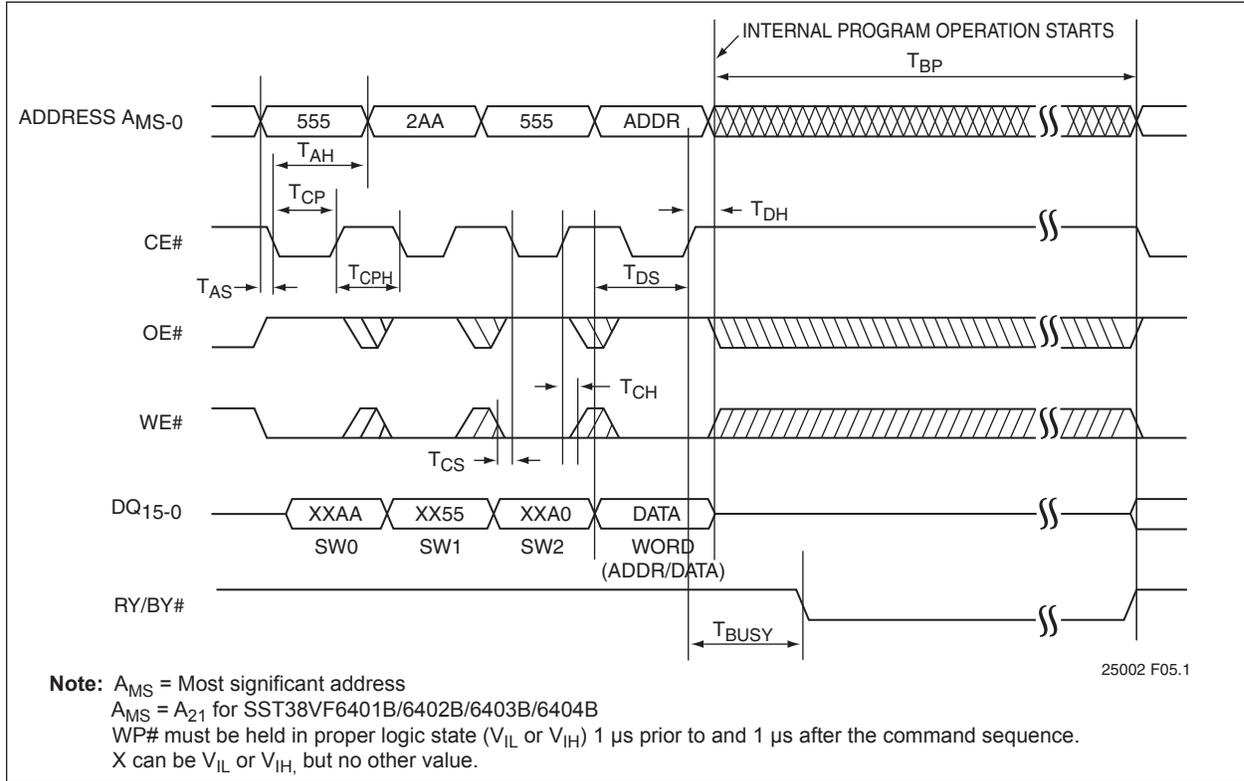 INTERNAL PROGRAM OPERATION STARTS
TBP
ADDRESS AMS-0
555
2AA
555
ADDR
TAH
TCP
TDH
CE#
TCPH
TDS
TAS
OE#
TCH
WE#
TCS
DQ15-0
XXAA
XX55
XXA0
DATA
SW0
SW1
SW2
WORD
(ADDR/DATA)
RY/BY#
TBUSY
25002 F05.1
Note: AMS = Most significant address
AMS = A21 for SST38VF6401B/6402B/6403B/6404B
WP# must be held in proper logic state (VIL or VIH) 1 µs prior to and 1 µs after the command sequence.
X can be VIL or VIH, but no other value.